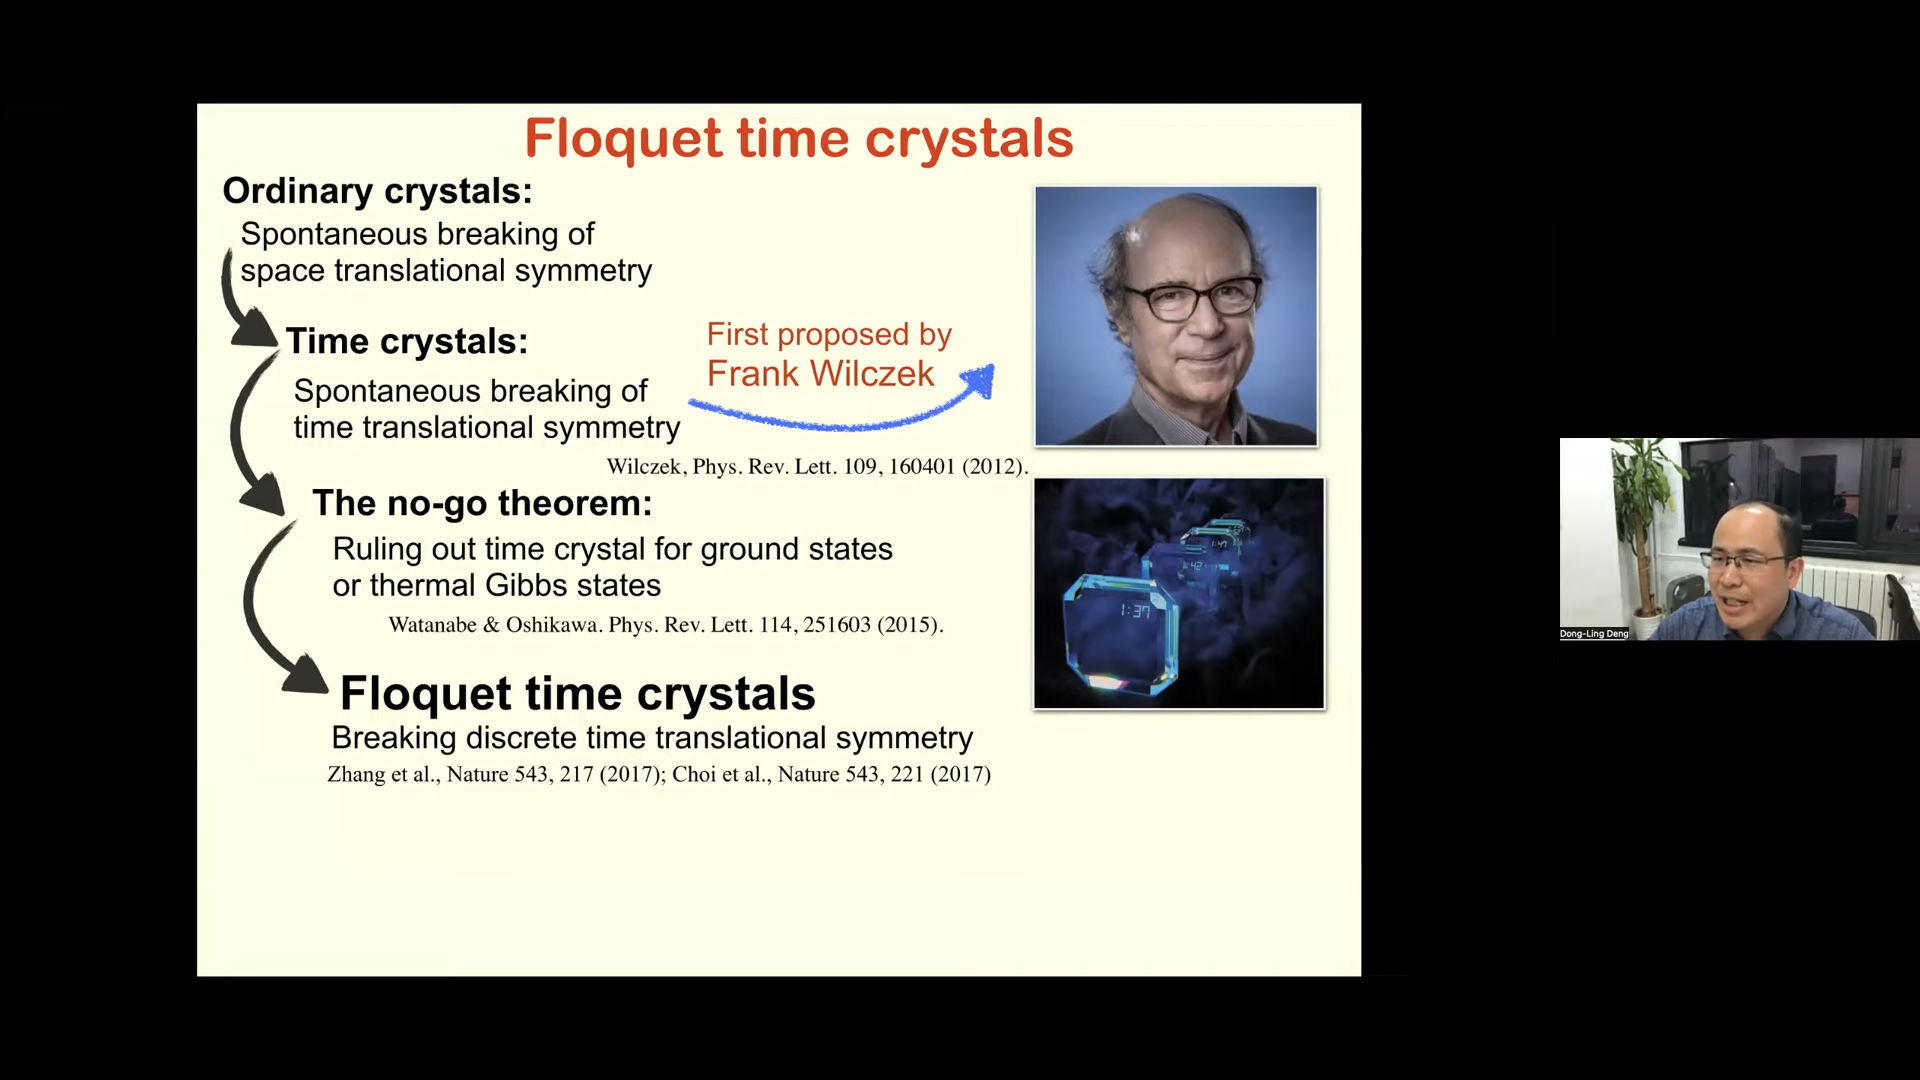 Floquet time crystals
Ordinary crystals:
Spontaneous breaking of
space translational symmetry
Time crystals:
Spontaneous breaking of
time translational symmetry
First proposed by
Frank Wilczek
Wilczek, Phys. Rev. Lett. 109, 160401 (2012).
The no-go theorem:
Ruling out time crystal for ground states
or thermal Gibbs states
Watanabe & Oshikawa. Phys. Rev. Lett. 114, 251603 (2015).
Floquet time crystals
Breaking discrete time translational symmetry
Zhang et al., Nature 543, 217 (2017); Choi et al., Nature 543, 221 (2017)
1:37
Dong-Ling Deng